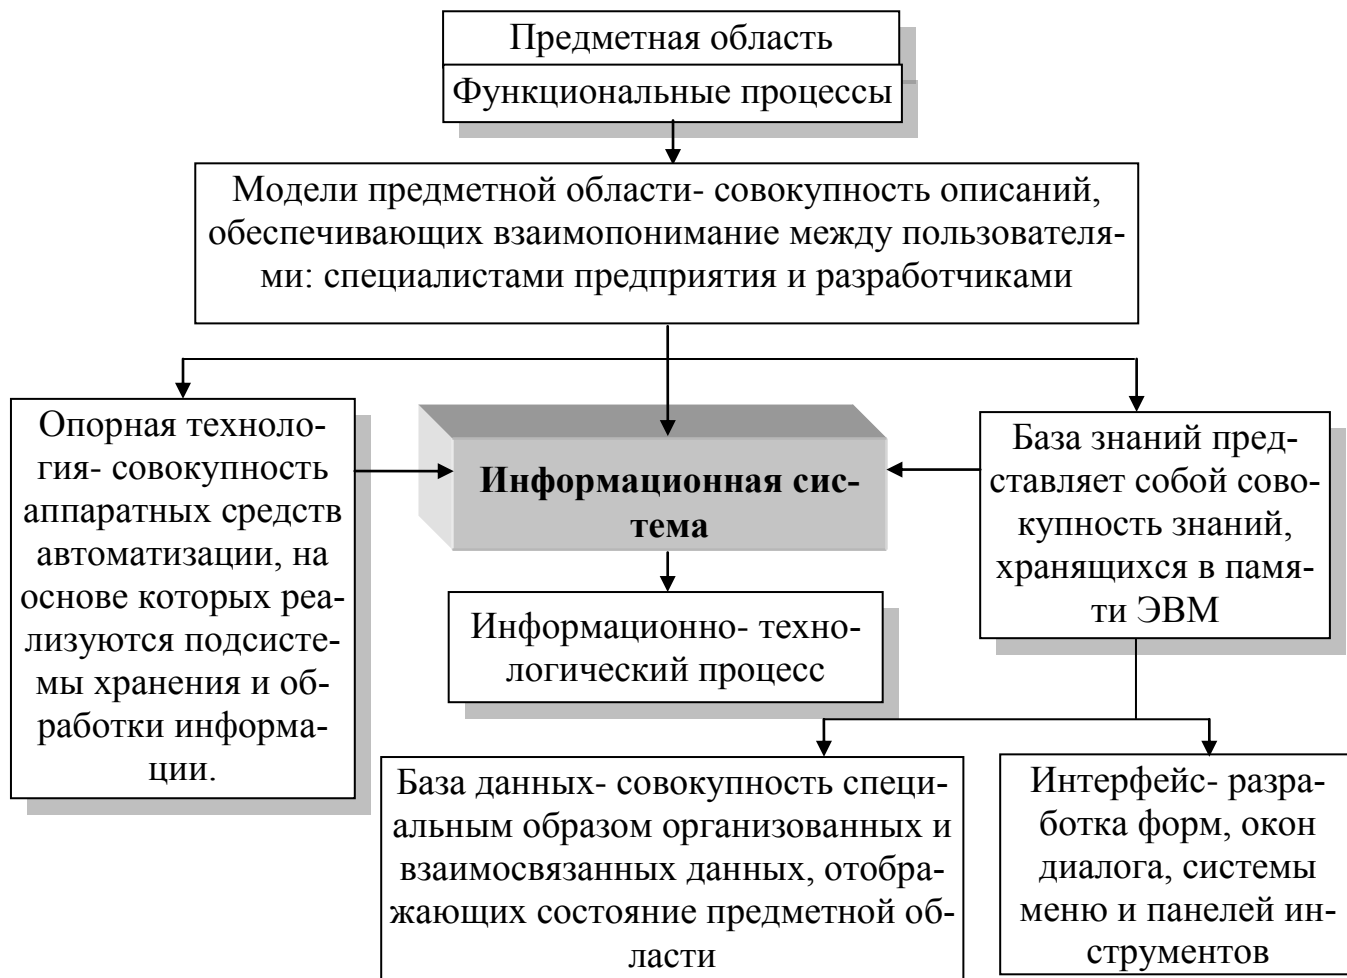 Предметная область
Функциональные процессы
Модели предметной области- совокупность описаний,
обеспечивающих взаимопонимание между пользователя-
ми: специалистами предприятия и разработчиками
Опорная техноло-
гия- совокупность
аппаратных средств
автоматизации, на
основе которых реа-
лизуются подсисте-
мы хранения и об-
работки информа-
ции.
Информационная сис-
тема
База знаний пред-
ставляет собой сово-
купность знаний,
хранящихся в памя-
ти ЭВМ
Информационно- техно-
логический процесс
База данных- совокупность специ-
альным образом организованных и
взаимосвязанных данных, отобра-
жающих состояние предметной об-
ласти
Интерфейс- разра-
ботка форм, окон
диалога, системы
меню и панелей ин-
струментов